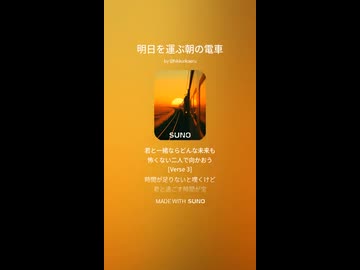 明日を運ぶ朝の電車
SUNO
君と一緒ならどんな未来も
怖くない二人で向かおう
[Verse 3]
時間が足りないと嘆くけど
君と過ごす時間が宝
MADE WITH SUNO